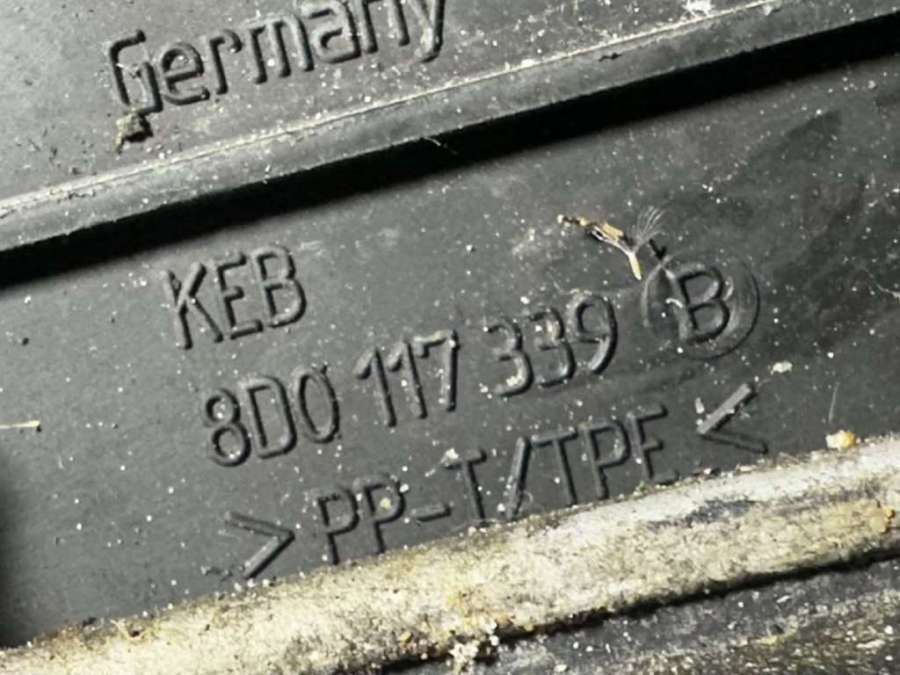 Germany
KEB
8D0 117 339 B
>PP-T/TPE<